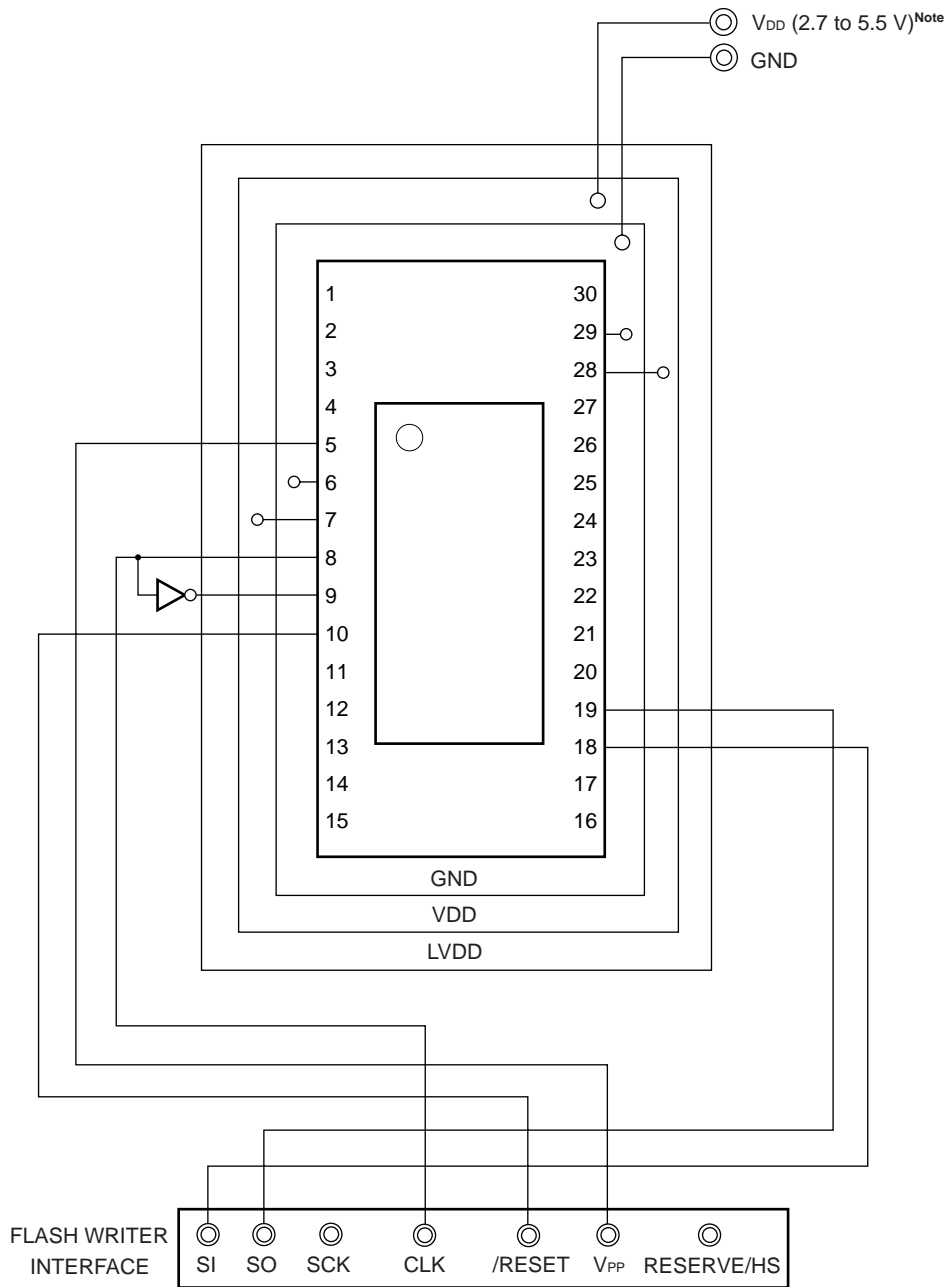 VDD (2.7 to 5.5 V)Note
GND
1 30
2 29
3 28
4 27
5 26
6 25
7 24
8 23
9 22
10 21
11 20
12 19
13 18
14 17
15 16
GND
VDD
LVDD
FLASH WRITER
INTERFACE
SI SO SCK CLK /RESET VPP RESERVE/HS